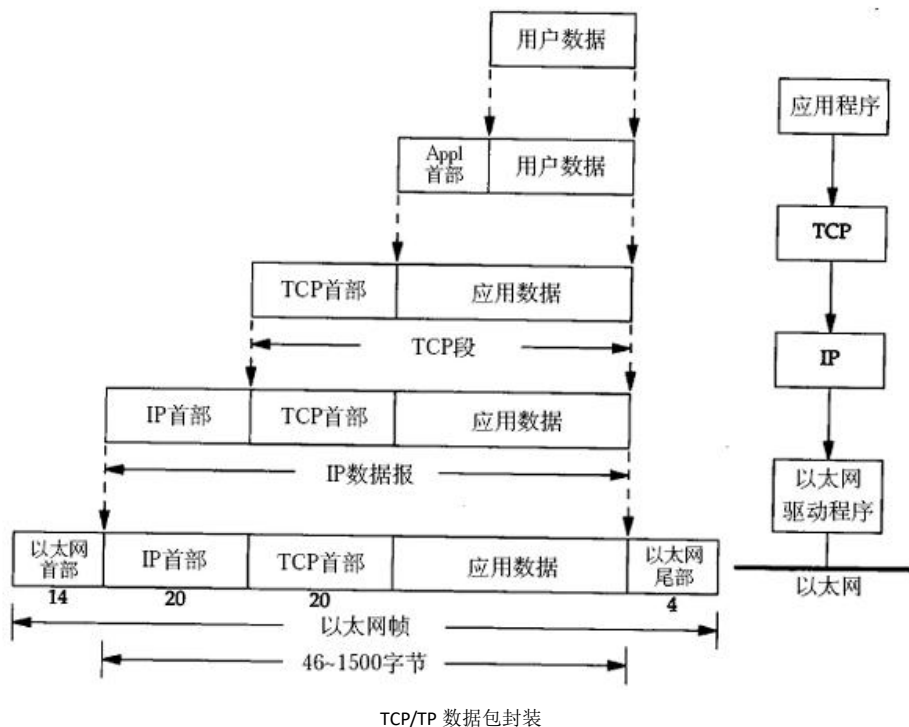 用户数据
应用程序
Appl
首部
用户数据
TCP
TCP首部
应用数据
TCP段
IP
IP首部
TCP首部
应用数据
IP数据报
以太网
驱动程序
以太网
首部
IP首部
TCP首部
应用数据
以太网
尾部
以太网
14
20
20
4
以太网帧
46~1500字节
TCP/TP 数据包封装